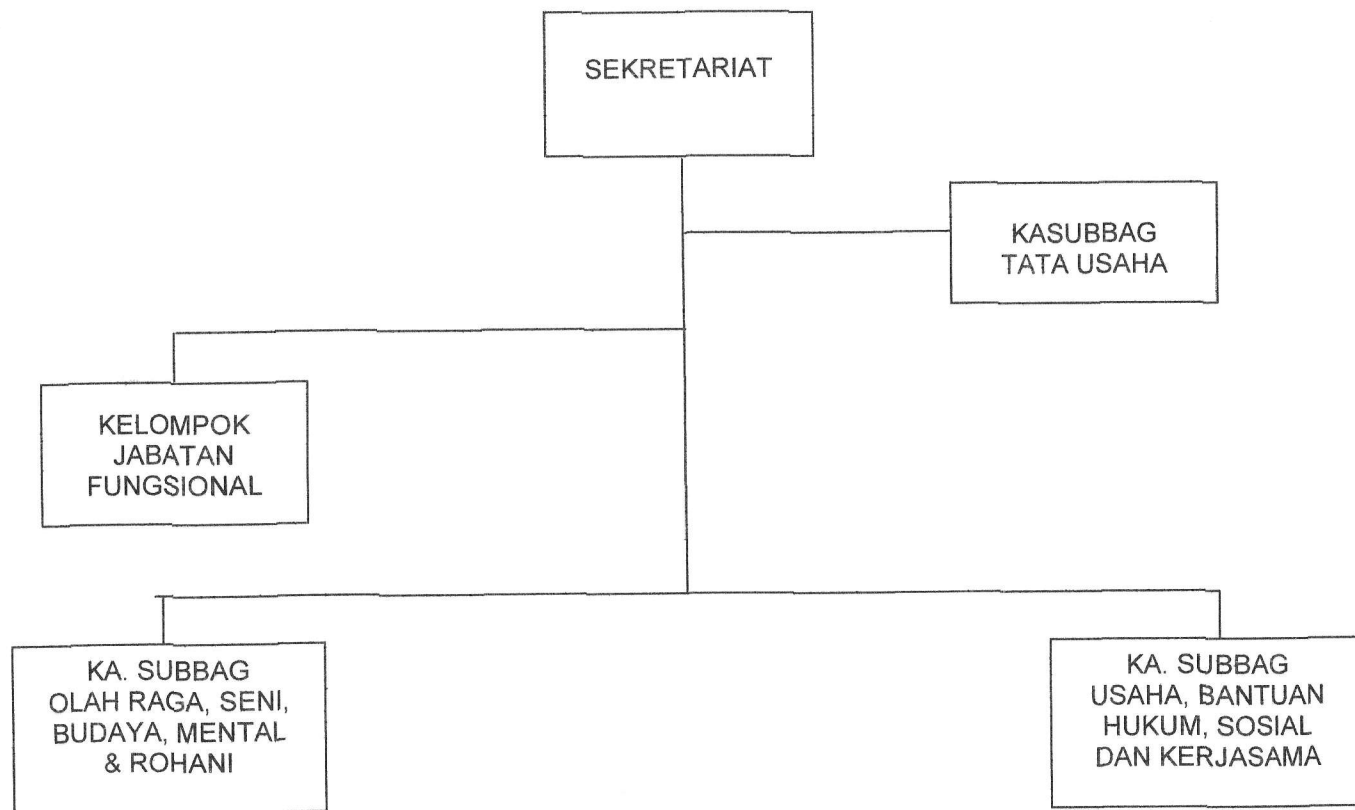 SEKRETARIAT
KASUBBAG
TATA USAHA
KELOMPOK
JABATAN
FUNGSIONAL
KA. SUBBAG
OLAH RAGA, SENI,
BUDAYA, MENTAL
& ROHANI
KA. SUBBAG
USAHA, BANTUAN
HUKUM, SOSIAL
DAN KERJASAMA